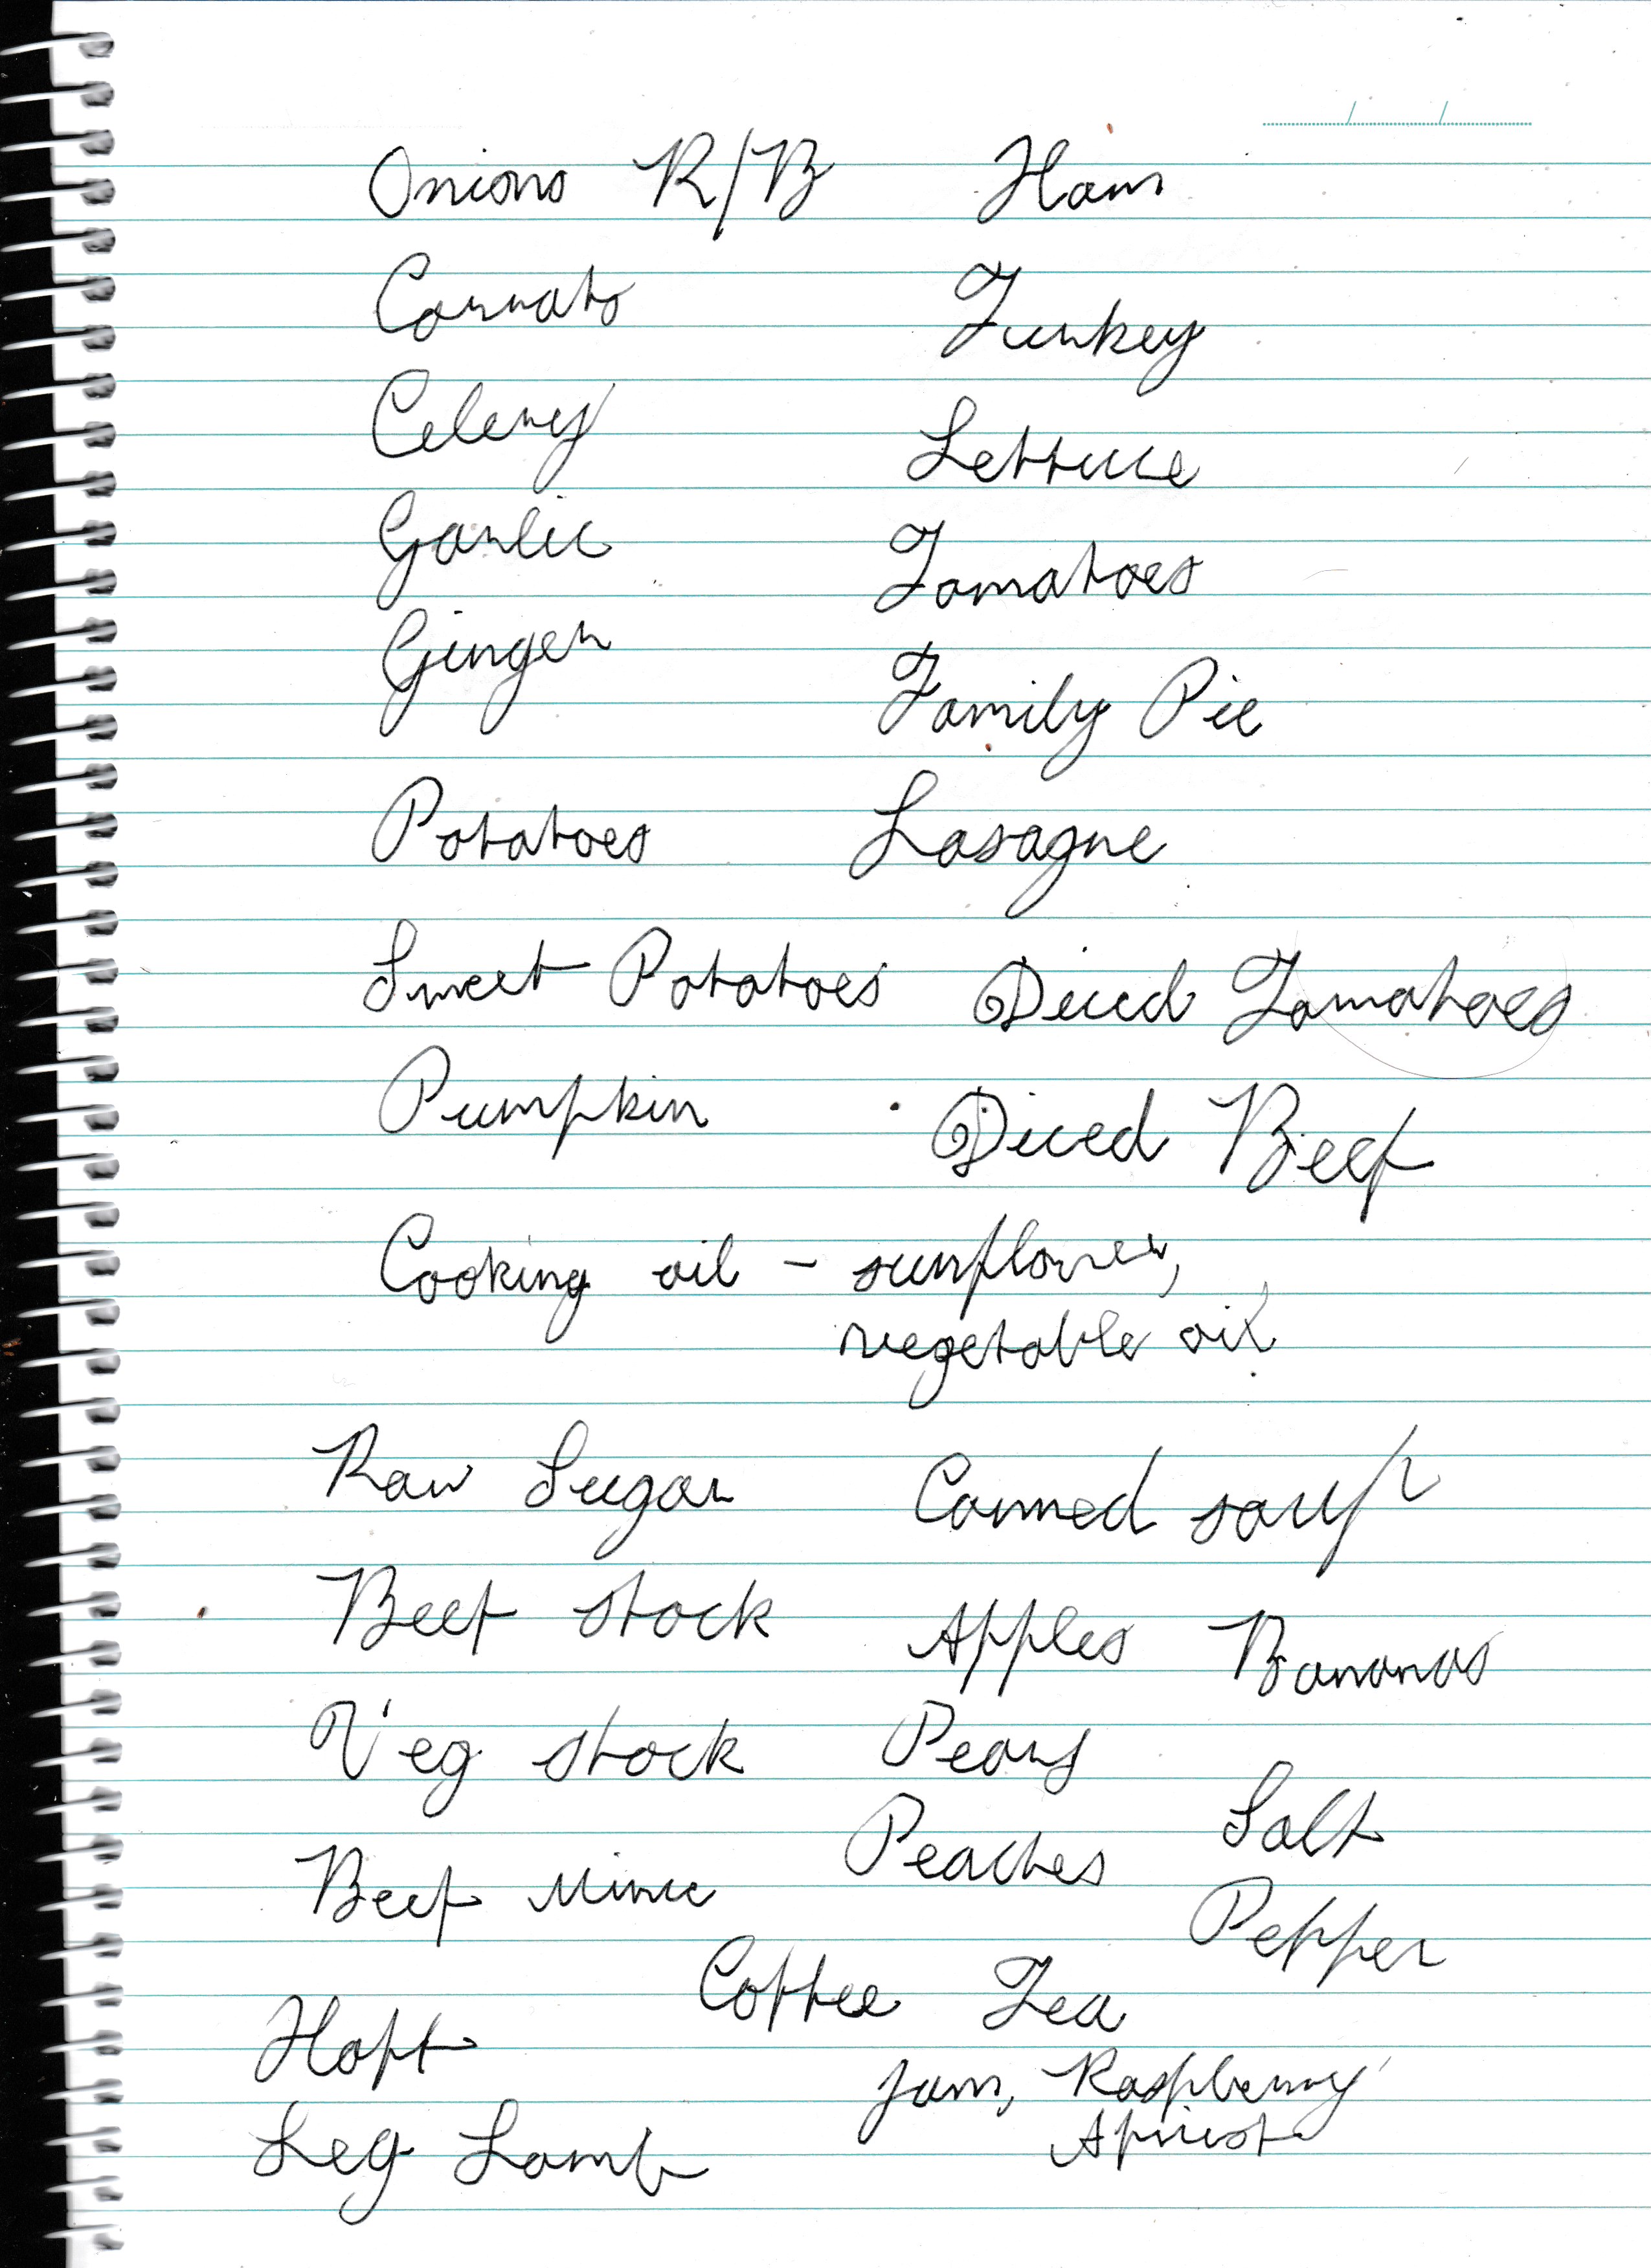 Onions R/B Ham
Carrots Turkey
Celery Lettuce
Garlic Tomatoes
Ginger Family Pie
Potatoes Lasagne
Sweet Potatoes Diced Tomatoes
Pumpkin Diced Beef
Cooking oil – sunflower,
vegetable oil
Raw Sugar Canned soup
Beef stock Apples Bananas
Veg stock Pears
Salt
Beef Mince Peaches
Pepper
Coffee Tea
Half
Jam, Raspberry
Apricot
Leg Lamb